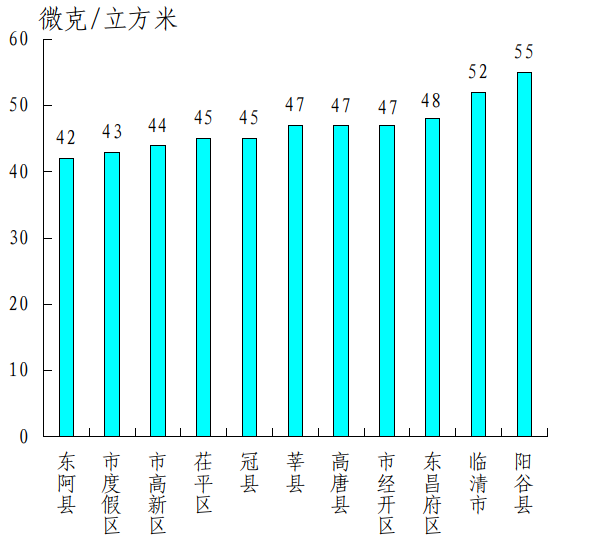 微克/立方米
60
50
40
30
20
10
0
42
43
44
45
45
47
47
47
48
52
55
东阿县
市度假区
市高新区
茌平区
冠县
莘县
高唐县
市经开区
东昌府区
临清市
阳谷县